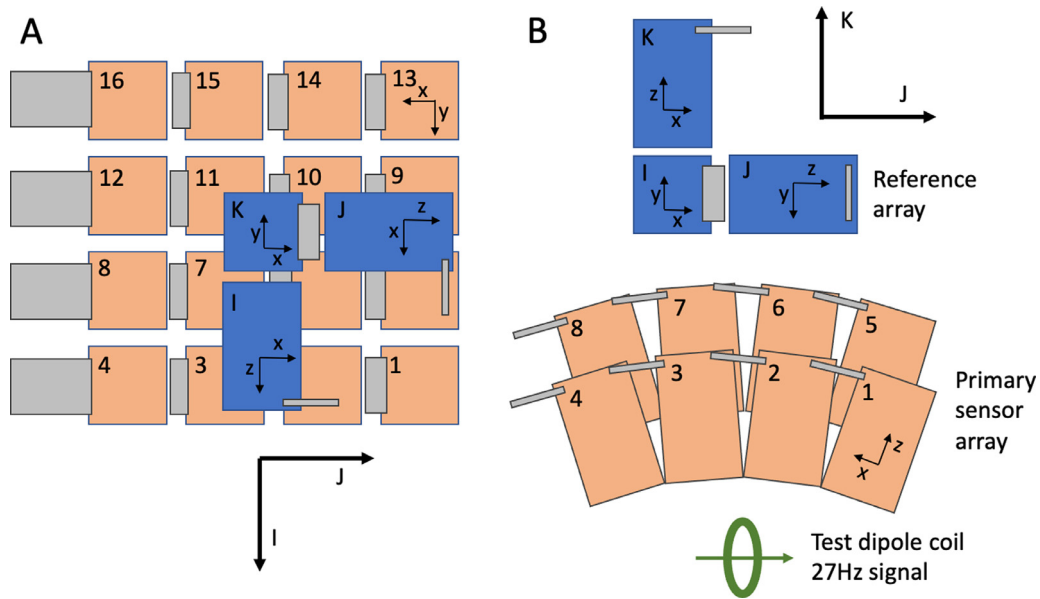 A
16
15
14
13
x
y
12
11
10
9
K
y
x
J
z
x
8
7
I
x
z
4
3
1
J
I
B
K
z
x
K
J
I
y
x
J
z
y
Reference
array
8
7
6
5
4
3
2
1
z
x
Primary
sensor
array
Test dipole coil
27Hz signal